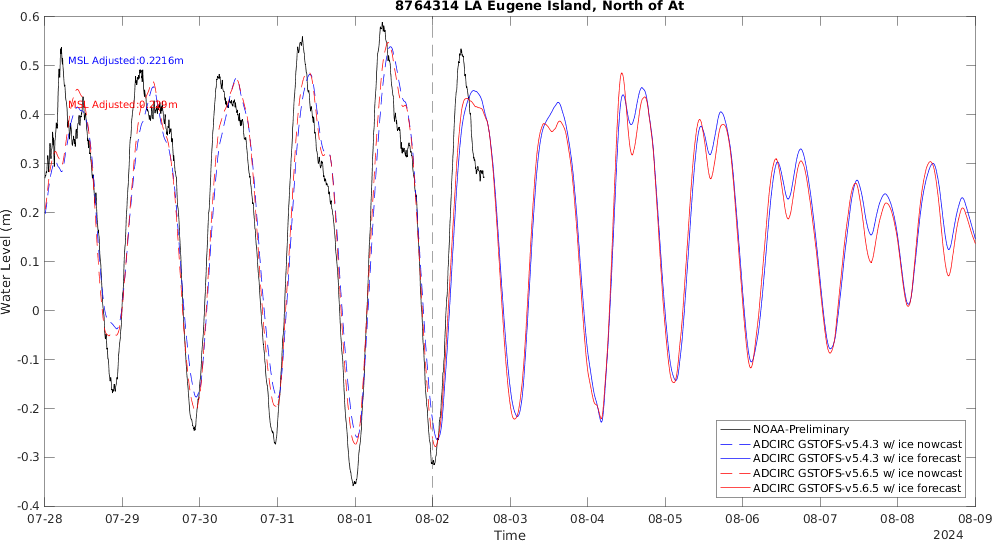 8764314 LA Eugene Island, North of At
0.6
0.5
0.4
0.3
0.2
0.1
0
-0.1
-0.2
-0.3
-0.4
Water Level (m)
MSL Adjusted:0.2216m
MSL Adjusted:0.229m
NOAA-Preliminary
ADCIRC GSTOFS-v5.4.3 w/ ice nowcast
ADCIRC GSTOFS-v5.4.3 w/ ice forecast
ADCIRC GSTOFS-v5.6.5 w/ ice nowcast
ADCIRC GSTOFS-v5.6.5 w/ ice forecast
07-28 07-29 07-30 07-31 08-01 08-02 08-03 08-04 08-05 08-06 08-07 08-08 08-09
Time
2024